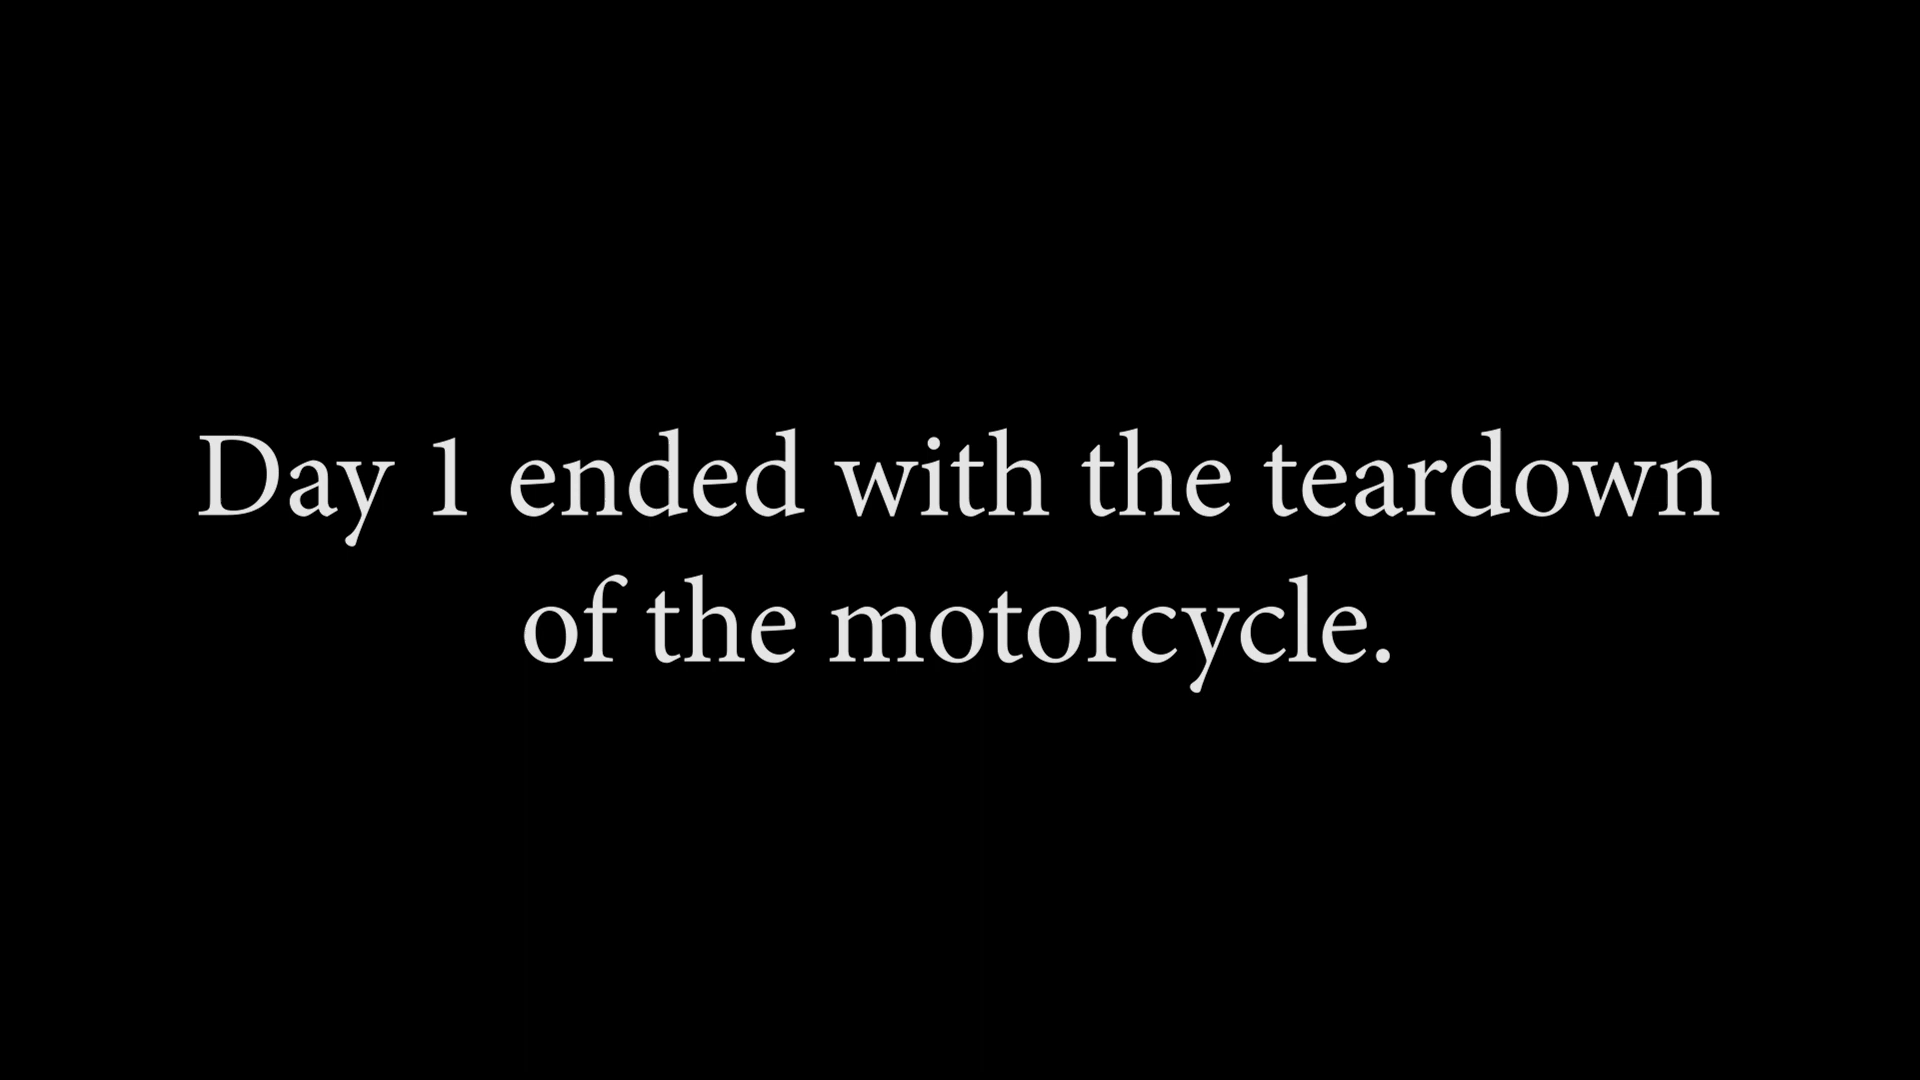 Day 1 ended with the teardown
of the motorcycle.